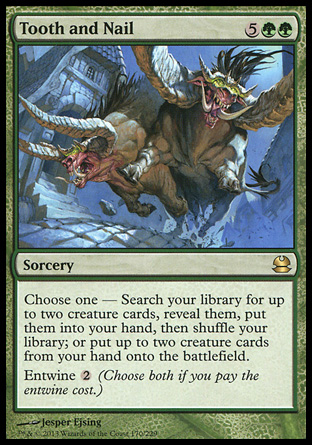 Tooth and Nail 5
Sorcery
Choose one — Search your library for up
to two creature cards, reveal them, put
them into your hand, then shuffle your
library; or put up to two creature cards
from your hand onto the battlefield.
Entwine 2 (Choose both if you pay the
entwine cost.)
Jesper Ejsing
™ & © 2013 Wizards of the Coast 170/229